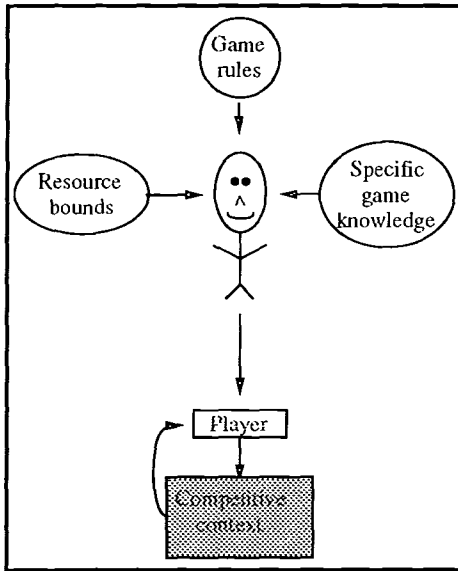 Game
rules
Resource
bounds
Specific
game
knowledge
Player
Competitive
context